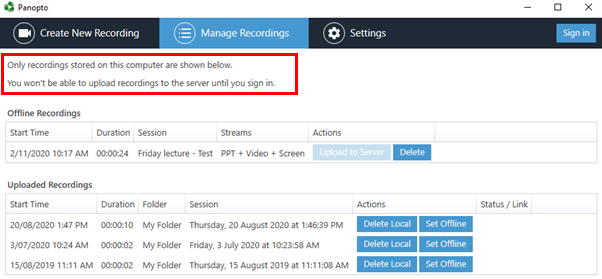 Panopto
Create New Recording Manage Recordings Settings Sign in
Only recordings stored on this computer are shown below.
You won't be able to upload recordings to the server until you sign in.
Offline Recordings
Start Time Duration Session Streams Actions
2/11/2020 10:17 AM 00:00:24 Friday lecture - Test PPT + Video + Screen Upload to Server Delete
Uploaded Recordings
Start Time Duration Folder Session Actions Status / Link
20/08/2020 1:47 PM 00:00:10 My Folder Thursday, 20 August 2020 at 1:46:39 PM Delete Local Set Offline
3/07/2020 10:24 AM 00:00:02 My Folder Friday, 3 July 2020 at 10:23:58 AM Delete Local Set Offline
15/08/2019 11:11 AM 00:00:02 My Folder Thursday, 15 August 2019 at 11:11:08 AM Delete Local Set Offline